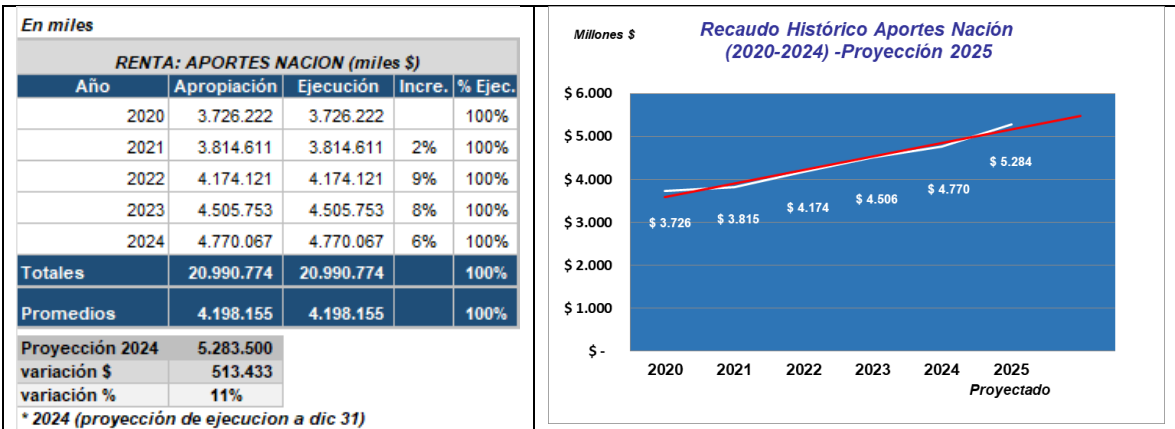 En miles
RENTA: APORTES NACION (miles $)
Año Apropiación Ejecución Incre. % Ejec.
2020 3.726.222 3.726.222 100%
2021 3.814.611 3.814.611 2% 100%
2022 4.174.121 4.174.121 9% 100%
2023 4.505.753 4.505.753 8% 100%
2024 4.770.067 4.770.067 6% 100%
Totales 20.990.774 20.990.774 100%
Promedios 4.198.155 4.198.155 100%
Proyección 2024 5.283.500
variación $ 513.433
variación % 11%
* 2024 (proyección de ejecucion a dic 31)
Millones $
Recaudo Histórico Aportes Nación
(2020-2024) -Proyección 2025
$ 6.000
$ 5.000
$ 4.000
$ 3.000
$ 2.000
$ 1.000
$ -
$ 3.726
$ 3.815
$ 4.174
$ 4.506
$ 4.770
$ 5.284
2020 2021 2022 2023 2024 2025
Proyectado